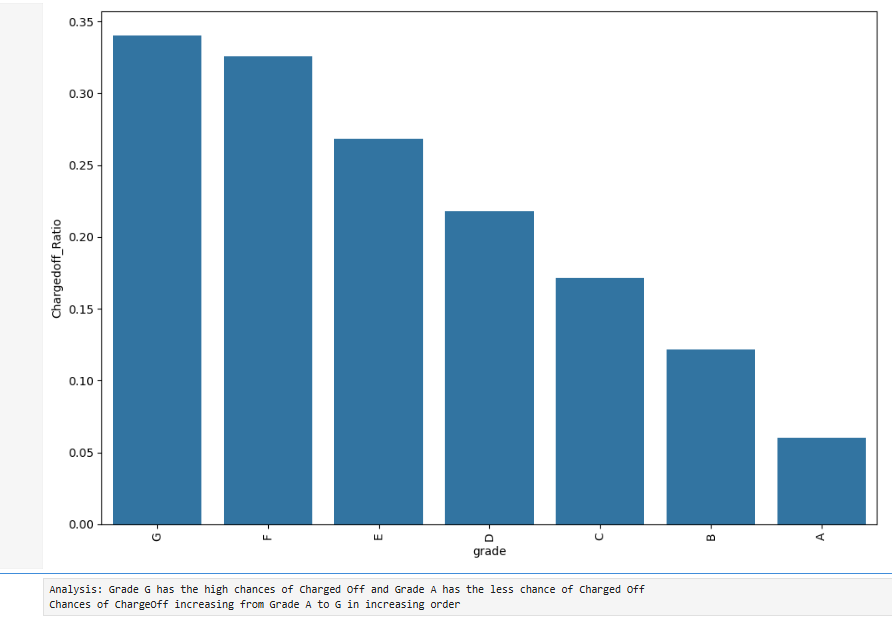 0.35
0.30
0.25
0.20
0.15
0.10
0.05
0.00
Chargedoff_Ratio
G
F
E
D
C
B
A
grade
Analysis: Grade G has the high chances of Charged Off and Grade A has the less chance of Charged Off
Chances of ChargeOff increasing from Grade A to G in increasing order